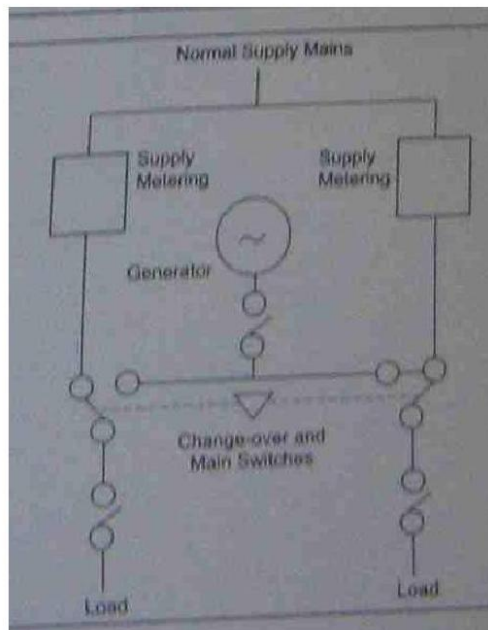 Normal Supply Mains
Supply
Metering
Supply
Metering
Generator
Change-over and
Main Switches
Load
Load